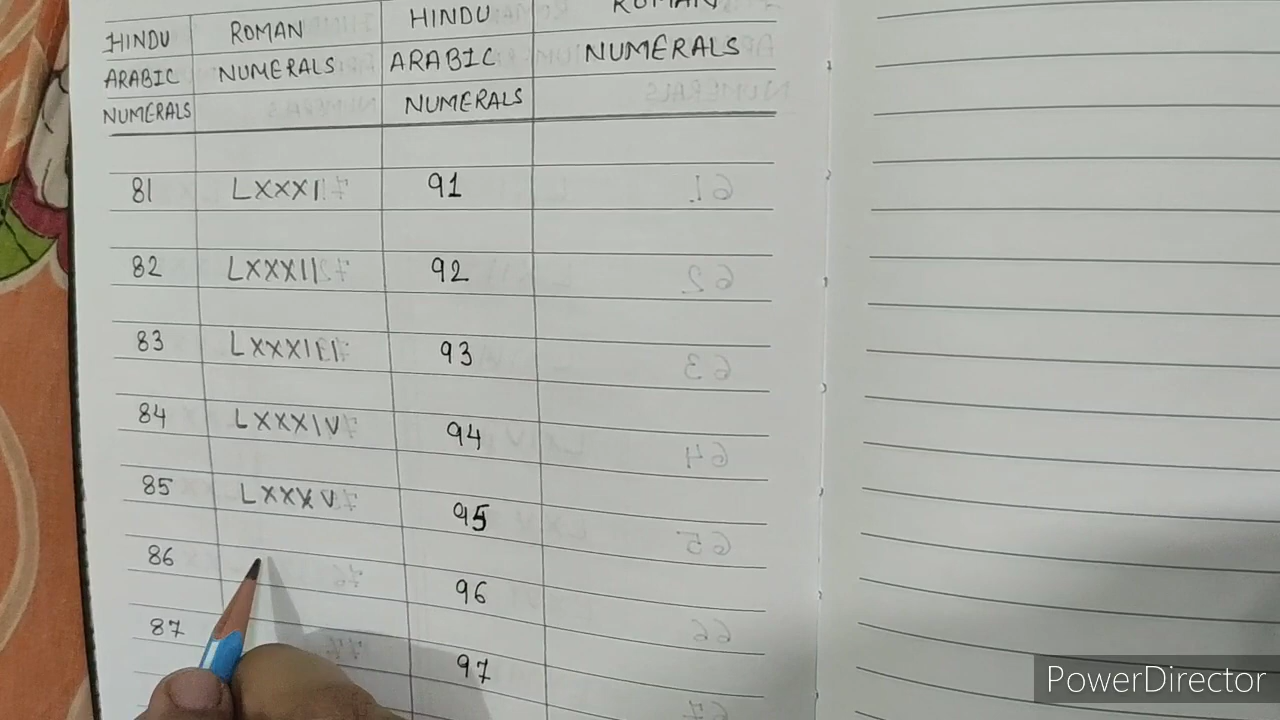 HINDU ROMAN HINDU ROMAN
ARABIC NUMERALS ARABIC NUMERALS
NUMERALS NUMERALS
81 LXXXI 91
82 LXXXII 92
83 LXXXIII 93
84 LXXXIV 94
85 LXXXV 95
86 96
87 97
PowerDirector